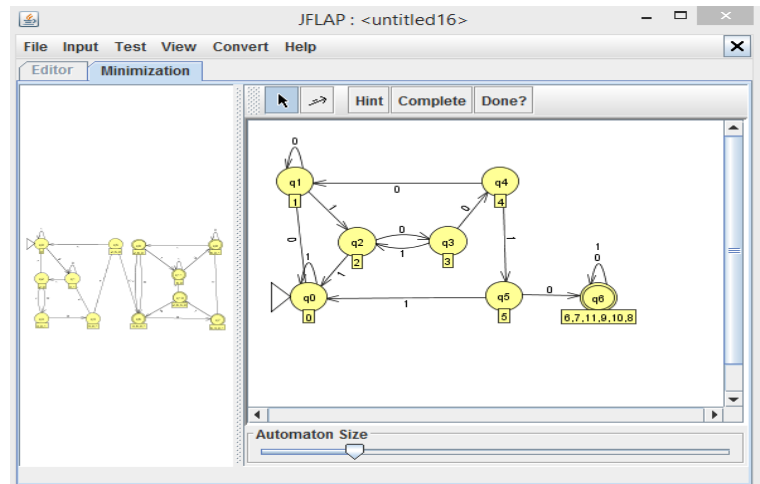 JFLAP : <untitled16>
File Input Test View Convert Help
Editor Minimization
Hint Complete Done?
0
q1
1
0
q4
4
1
0
0
q2
2
0
1
q3
3
0
1
1
1
q0
0
1
q5
5
0
1
0
q6
6,7,11,9,10,8
Automaton Size